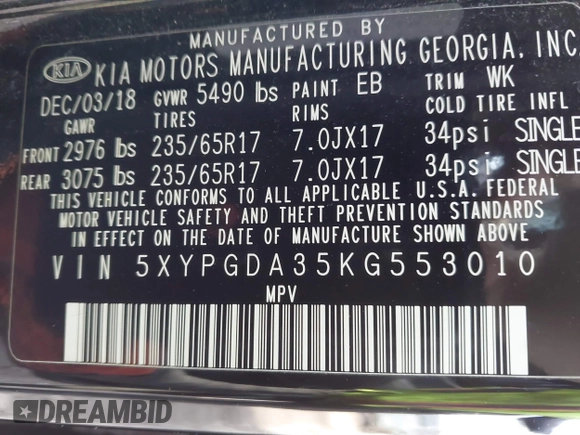 MANUFACTURED BY
KIA KIA MOTORS MANUFACTURING GEORGIA, INC
DEC/03/18 GVWR 5490 lbs PAINT EB TRIM WK
GAWR TIRES RIMS COLD TIRE INFL
FRONT 2976 lbs 235/65R17 7.0JX17 34psi SINGLE
REAR 3075 lbs 235/65R17 7.0JX17 34psi SINGLE
THIS VEHICLE CONFORMS TO ALL APPLICABLE U.S.A. FEDERAL
MOTOR VEHICLE SAFETY AND THEFT PREVENTION STANDARDS
IN EFFECT ON THE DATE OF MANUFACTURE SHOWN ABOVE
VIN 5XYPGDA35KG553010
MPV
DREAMBID